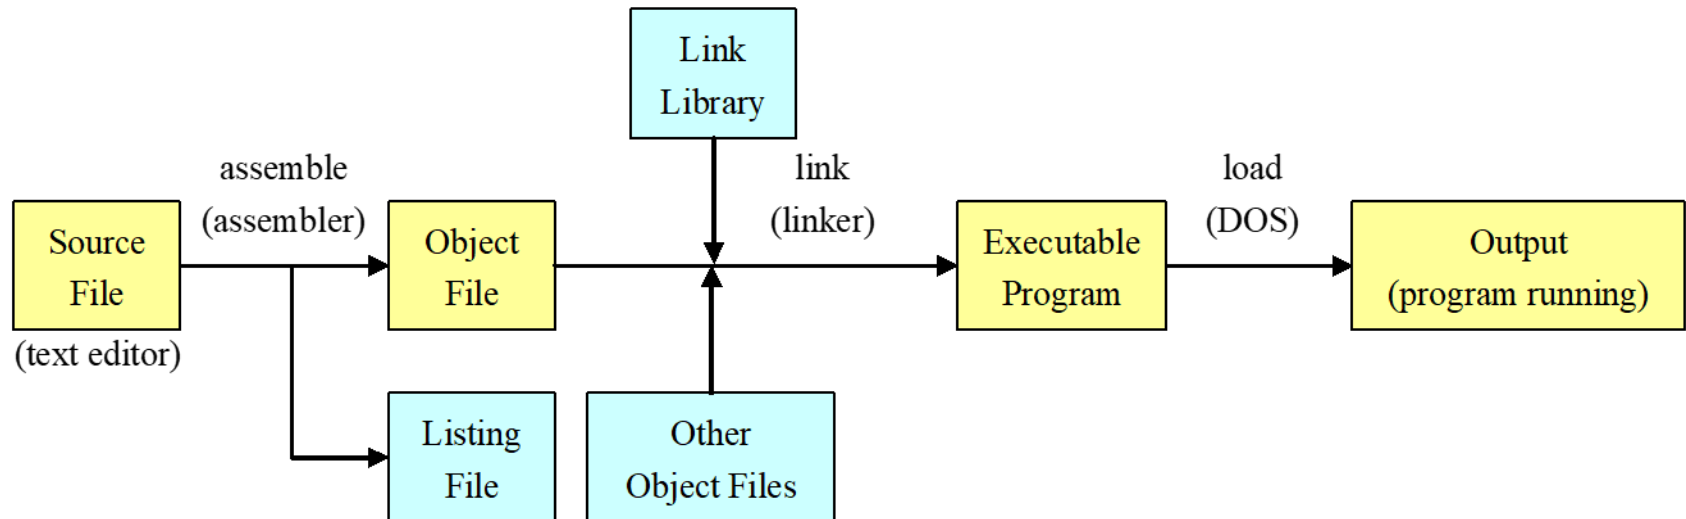 Link
Library
assemble
(assembler)
link
(linker)
load
(DOS)
Source
File
(text editor)
Object
File
Executable
Program
Output
(program running)
Listing
File
Other
Object Files